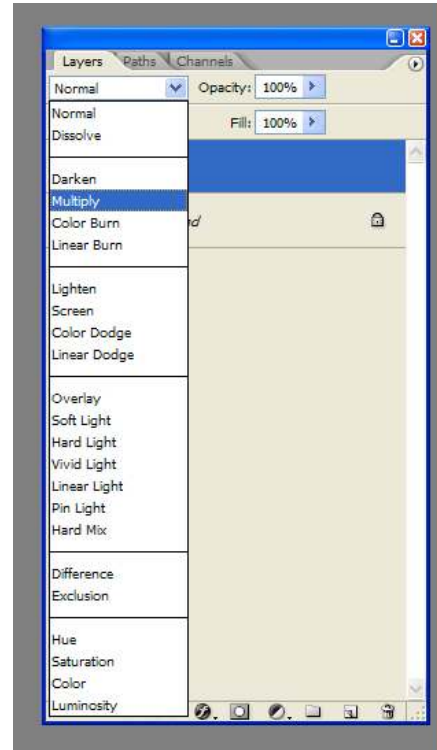 Layers Paths Channels
Normal Opacity: 100%
Normal Fill: 100%
Dissolve
Darken
Multiply
Color Burn
Linear Burn
Lighten
Screen
Color Dodge
Linear Dodge
Overlay
Soft Light
Hard Light
Vivid Light
Linear Light
Pin Light
Hard Mix
Difference
Exclusion
Hue
Saturation
Color
Luminosity